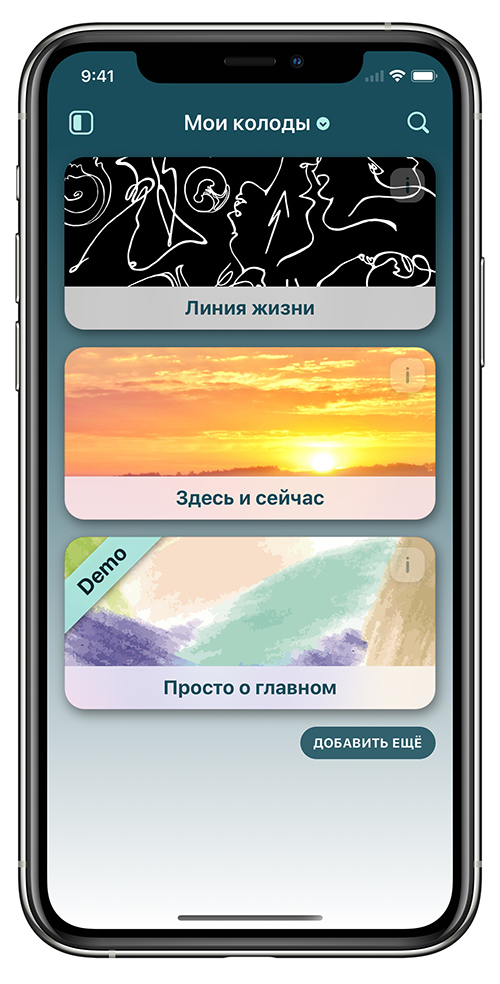 9:41
Мои колоды
i
Линия жизни
i
Здесь и сейчас
Demo
i
Просто о главном
ДОБАВИТЬ ЕЩЁ